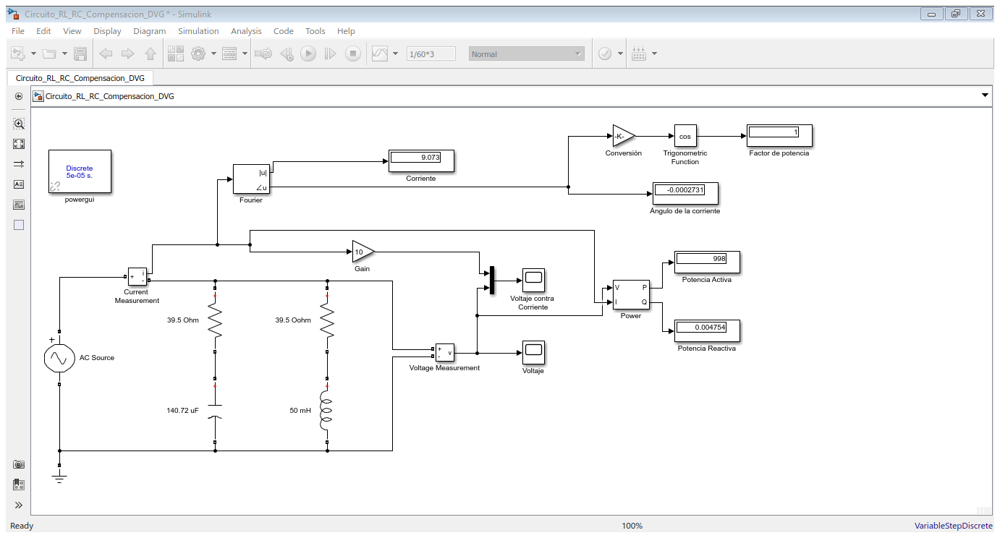 Circuito_RL_RC_Compensacion_DVG * - Simulink
File Edit View Display Diagram Simulation Analysis Code Tools Help
1/60*3
Normal
Circuito_RL_RC_Compensacion_DVG
Circuito_RL_RC_Compensacion_DVG
Discrete
5e-05 s.
powergui
|u|
∠u
Fourier
9.073
Corriente
-K-
Conversión
cos
Trigonometric
Function
1
Factor de potencia
-0.0002731
Ángulo de la corriente
10
Gain
+
i
-
Current
Measurement
Voltaje contra
Corriente
V
I
P
Q
Power
998
Potencia Activa
0.004754
Potencia Reactiva
39.5 Ohm
39.5 Oohm
+
AC Source
+
-
v
Voltage Measurement
Voltaje
140.72 uF
50 mH
Ready
100%
VariableStepDiscrete